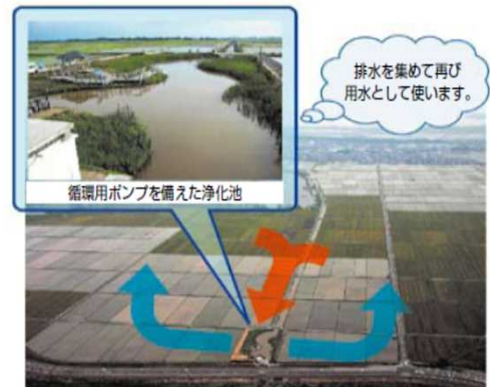 排水を集めて再び
用水として使います。
循環用ポンプを備えた浄化池